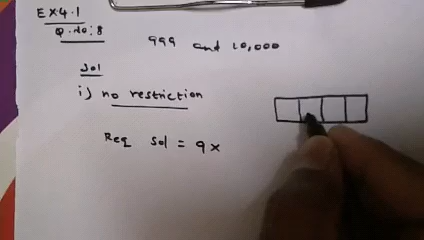 EX4.1
Q.No:8
999 and 10,000
Sol
i) no restriction
Req Sol = 9x